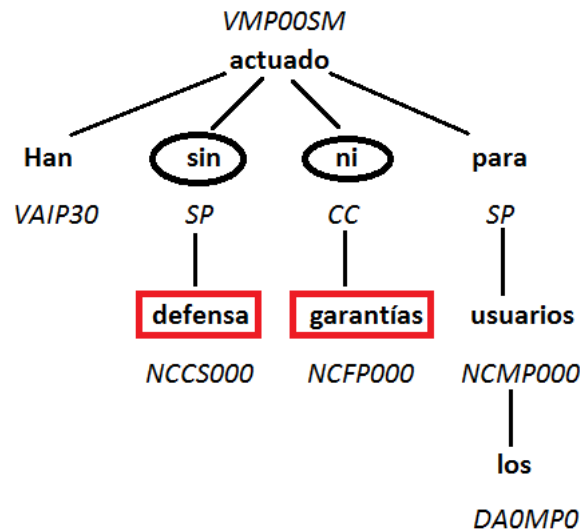 VMP00SM
actuado
Han sin ni para
VAIP30 SP CC SP
defensa garantías usuarios
NCCS000 NCFP000 NCMP000
los
DA0MP0